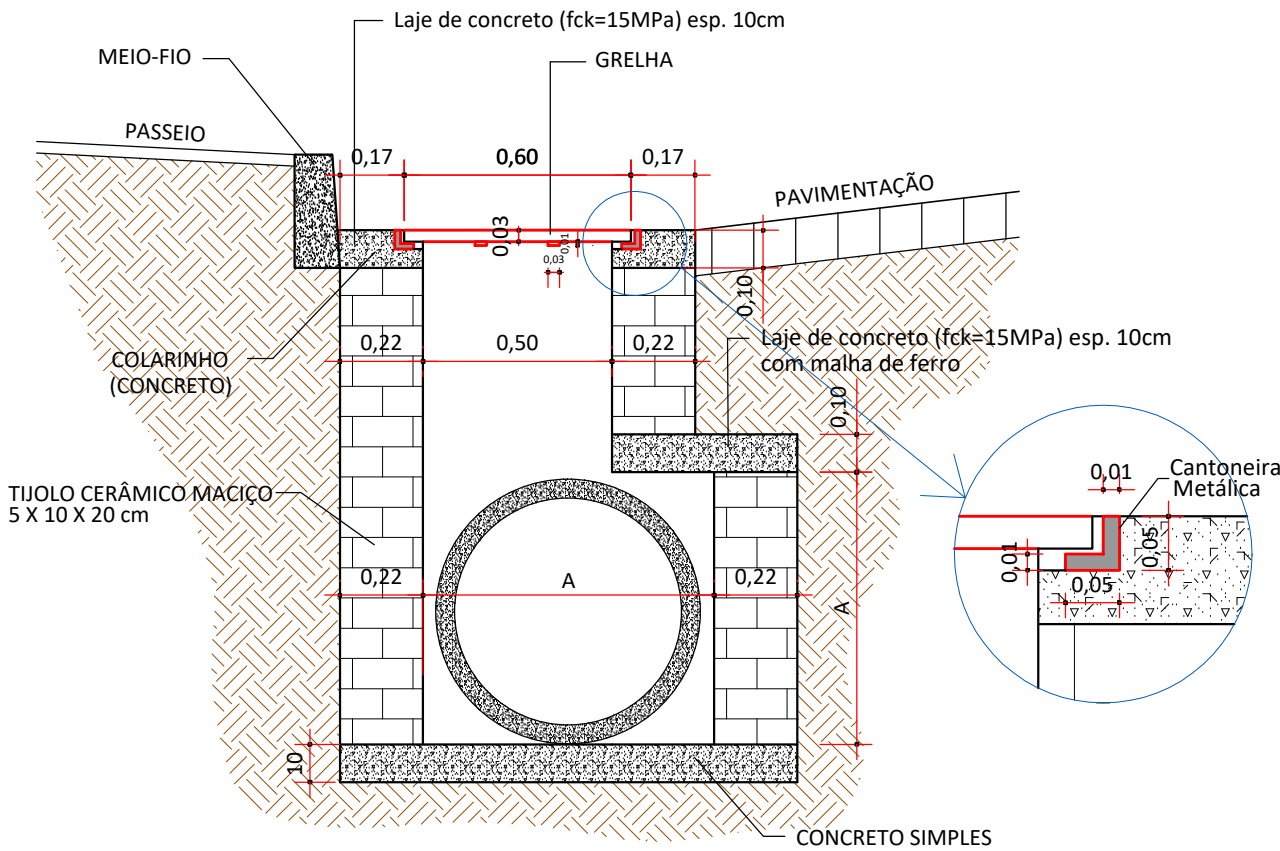 Laje de concreto (fck=15MPa) esp. 10cm
MEIO-FIO
GRELHA
PASSEIO
0,17
0,60
0,17
PAVIMENTAÇÃO
0,03
0,01
0,03
0,10
COLARINHO
(CONCRETO)
0,22
0,50
0,22
Laje de concreto (fck=15MPa) esp. 10cm
com malha de ferro
0,10
TIJOLO CERÂMICO MACIÇO
5 X 10 X 20 cm
0,22
A
0,22
A
0,01
Cantoneira
Metálica
0,01
0,05
0,05
10
CONCRETO SIMPLES